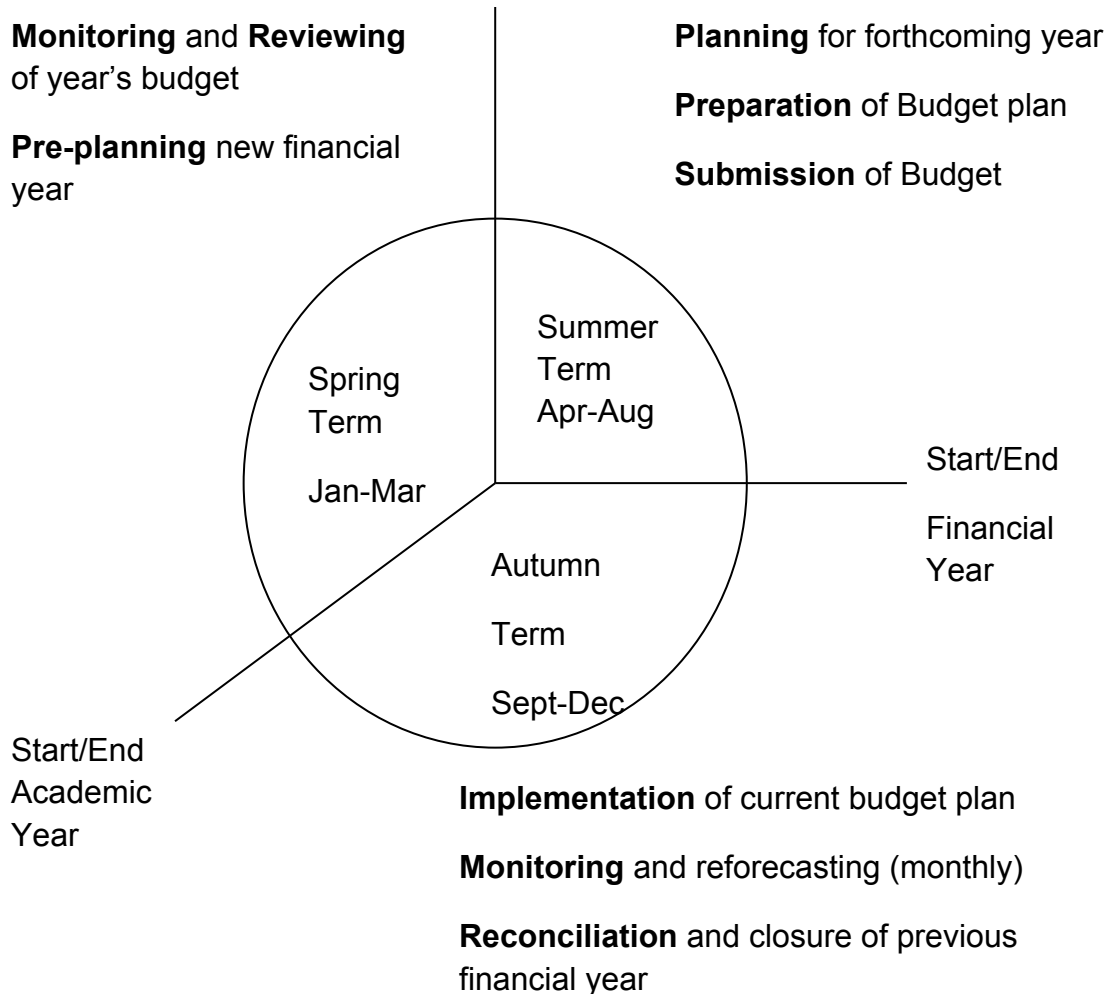 Monitoring and Reviewing
of year’s budget
Pre-planning new financial
year
Planning for forthcoming year
Preparation of Budget plan
Submission of Budget
Spring
Term
Jan-Mar
Summer
Term
Apr-Aug
Start/End
Financial
Year
Autumn
Term
Sept-Dec
Start/End
Academic
Year
Implementation of current budget plan
Monitoring and reforecasting (monthly)
Reconciliation and closure of previous
financial year